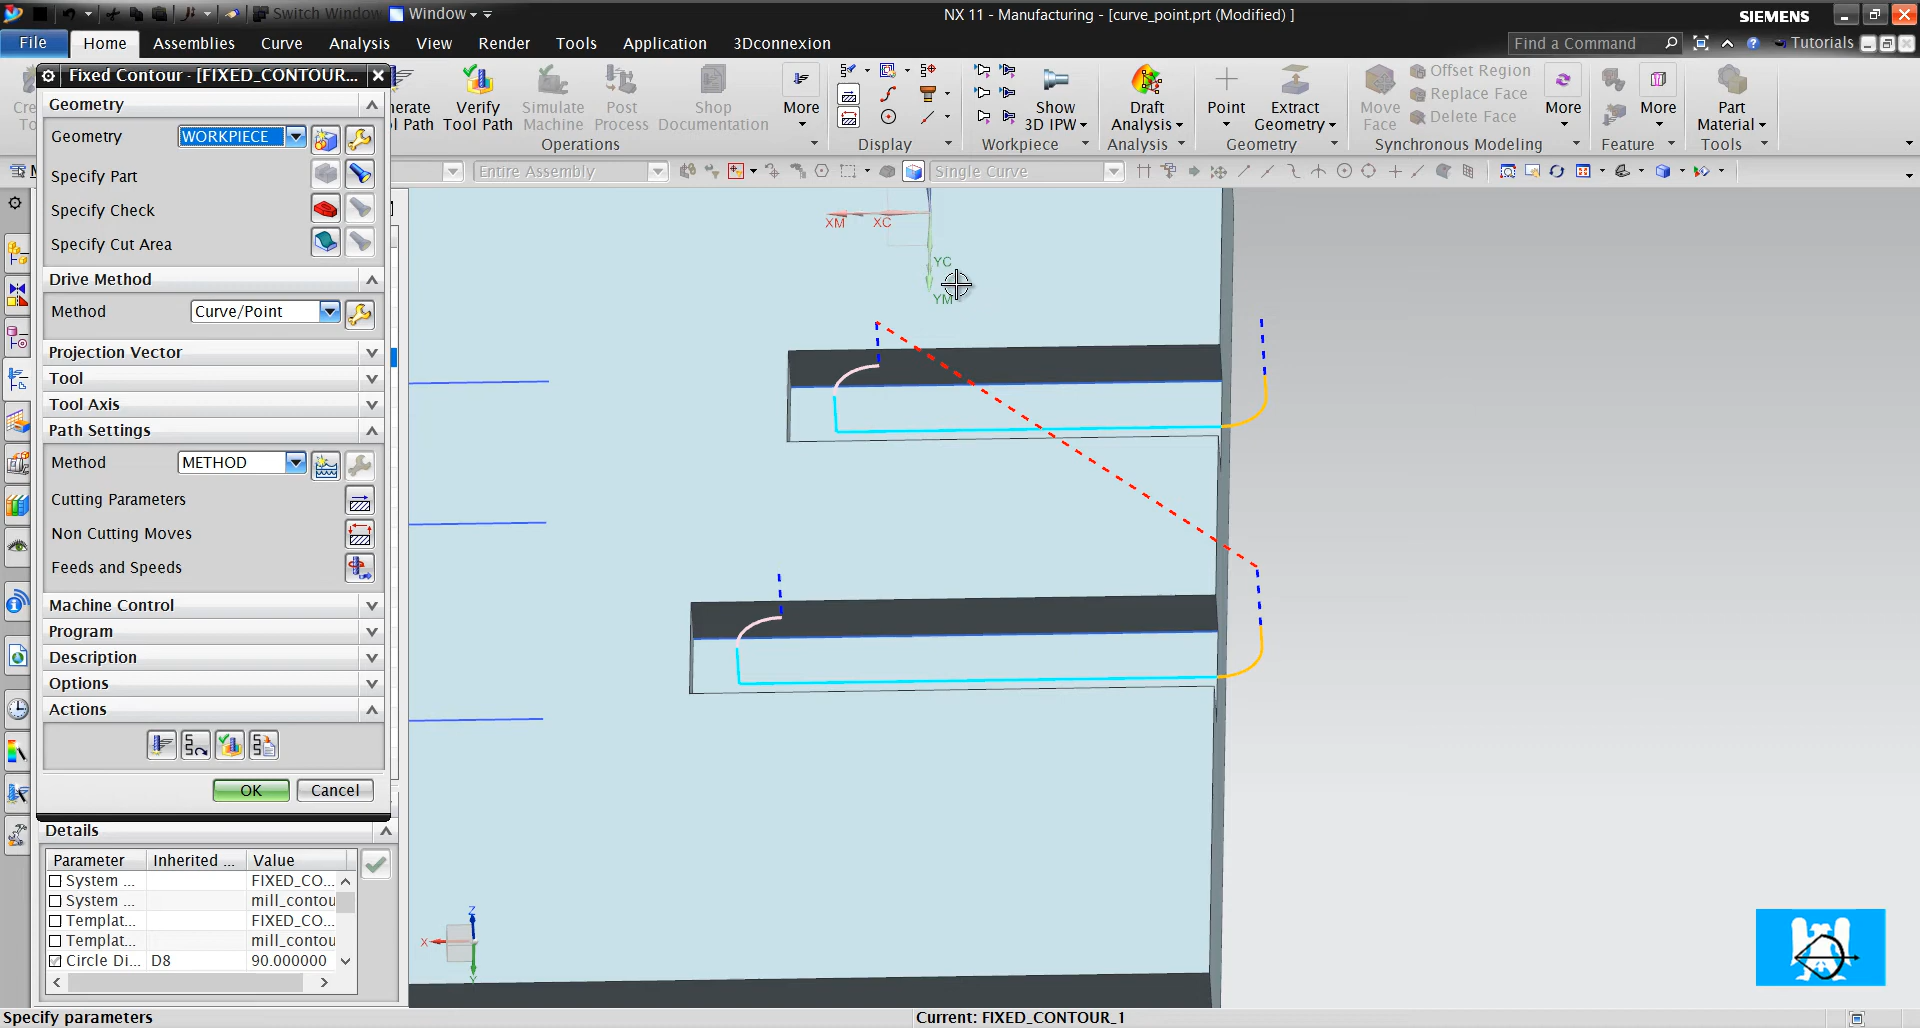 Switch Window Window
NX 11 - Manufacturing - [curve_point.prt (Modified) ]
SIEMENS
File Home Assemblies Curve Analysis View Render Tools Application 3Dconnexion
Find a Command
Tutorials
Fixed Contour - [FIXED_CONTOUR...
Geometry
Geometry WORKPIECE
Specify Part
Specify Check
Specify Cut Area
Drive Method
Method Curve/Point
Projection Vector
Tool
Tool Axis
Path Settings
Method METHOD
Cutting Parameters
Non Cutting Moves
Feeds and Speeds
Machine Control
Program
Description
Options
Actions
OK Cancel
Details
Parameter Inherited ... Value
System ... FIXED_CO...
System ... mill_contou
Templat... FIXED_CO...
Templat... mill_contou
Circle Di... D8 90.000000
Verify
Tool Path
Simulate
Machine
Post
Process
Shop
Documentation
More
Operations
Display
Show
3D IPW
Workpiece
Draft
Analysis
Analysis
Point
Extract
Geometry
Geometry
Move
Face
Offset Region
Replace Face
Delete Face
More
Synchronous Modeling
More
Feature
Part
Material
Tools
Entire Assembly
Single Curve
XM XC
YC
YM
Z
X
Y
Specify parameters
Current: FIXED_CONTOUR_1